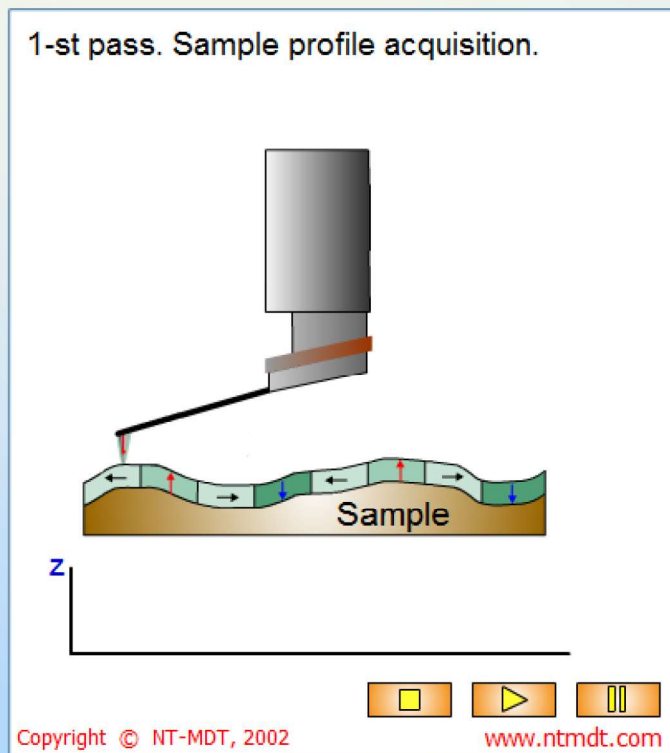 1-st pass. Sample profile acquisition.
Sample
Z
Copyright © NT-MDT, 2002
www.ntmdt.com